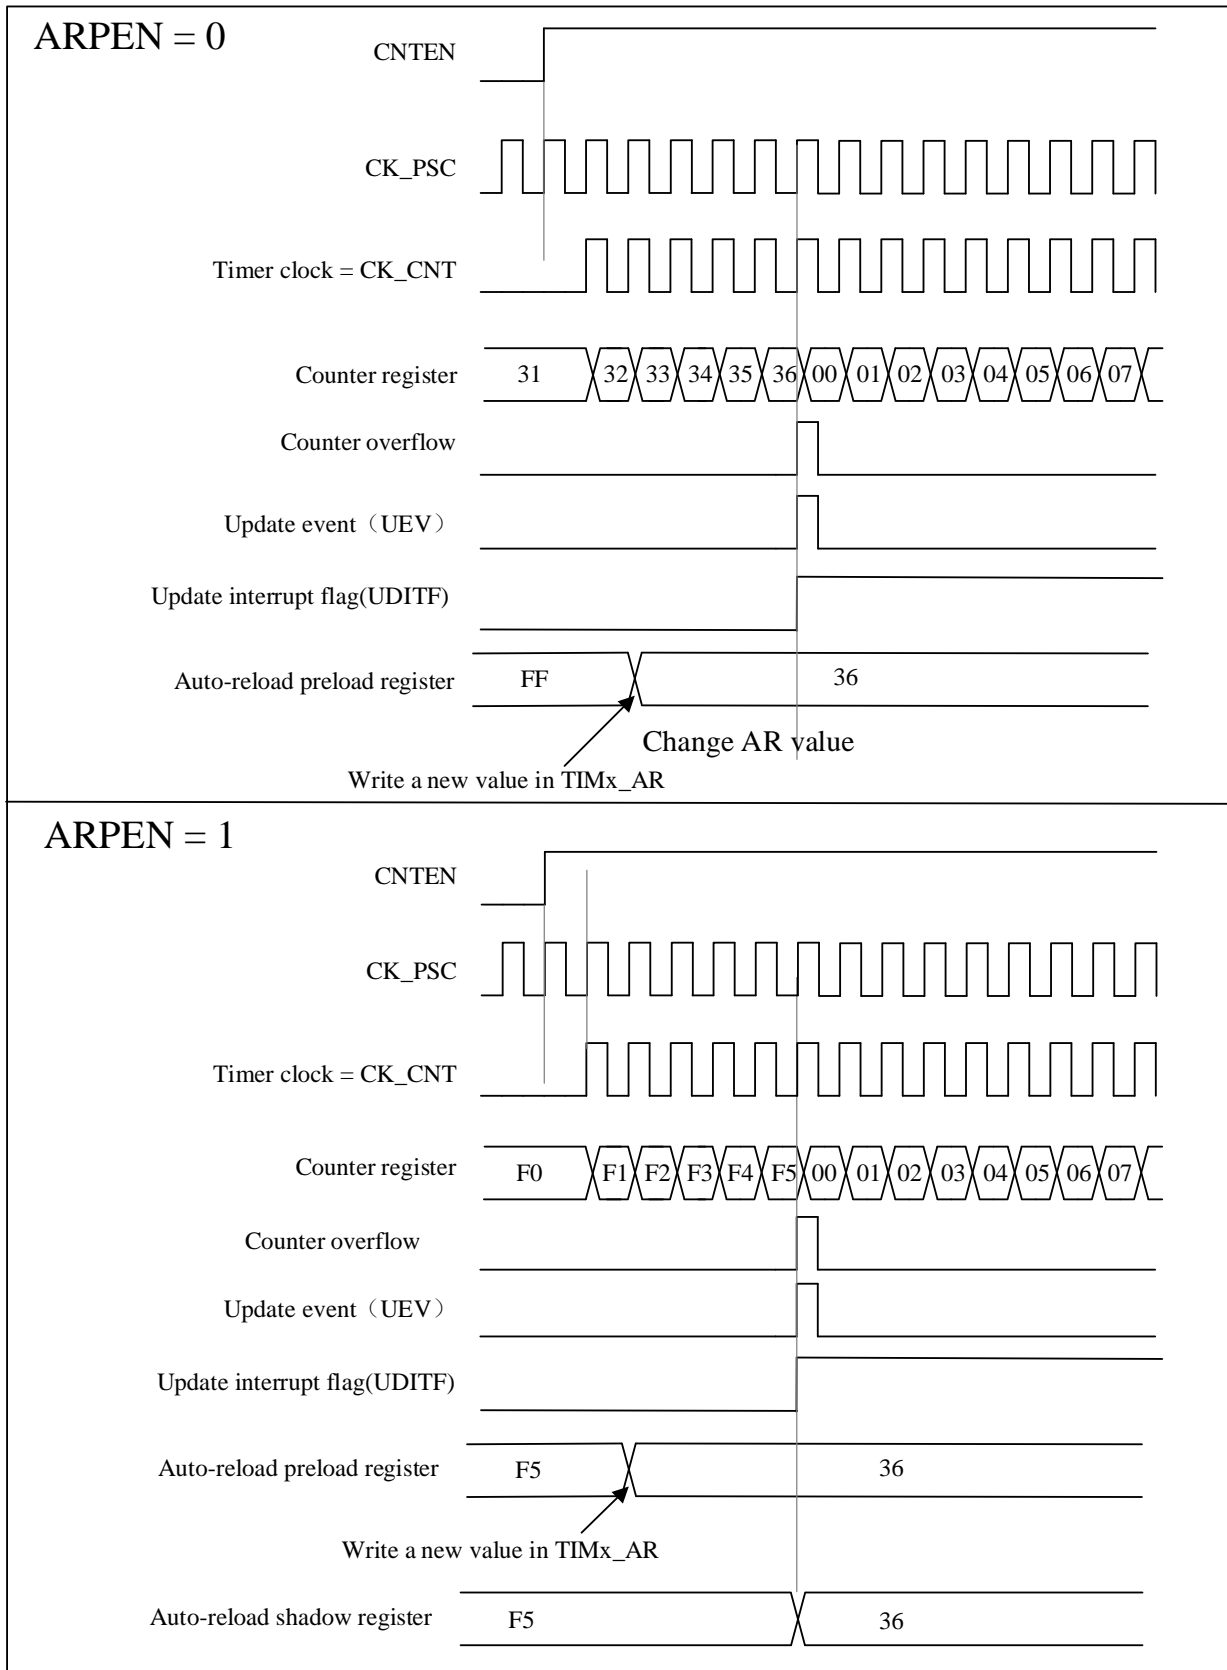 ARPEN = 0
CNTEN
CK_PSC
Timer clock = CK_CNT
Counter register 31 32 33 34 35 36 00 01 02 03 04 05 06 07
Counter overflow
Update event（UEV）
Update interrupt flag(UDITF)
Auto-reload preload register FF 36
Change AR value
Write a new value in TIMx_AR
ARPEN = 1
CNTEN
CK_PSC
Timer clock = CK_CNT
Counter register F0 F1 F2 F3 F4 F5 00 01 02 03 04 05 06 07
Counter overflow
Update event（UEV）
Update interrupt flag(UDITF)
Auto-reload preload register F5 36
Write a new value in TIMx_AR
Auto-reload shadow register F5 36